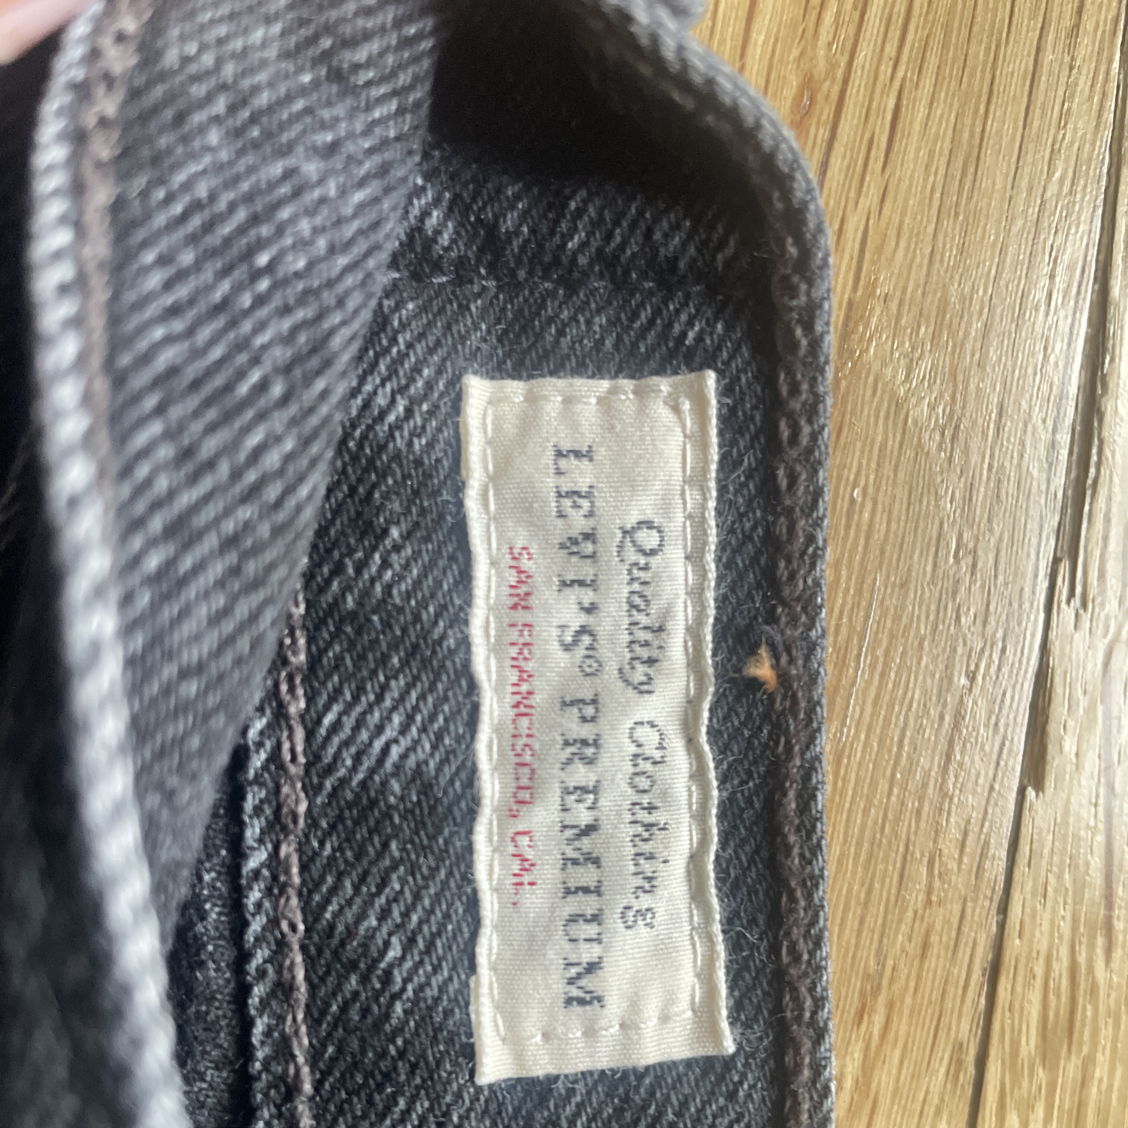 Quality Clothing
LEVI'S® PREMIUM
SAN FRANCISCO, CAL.